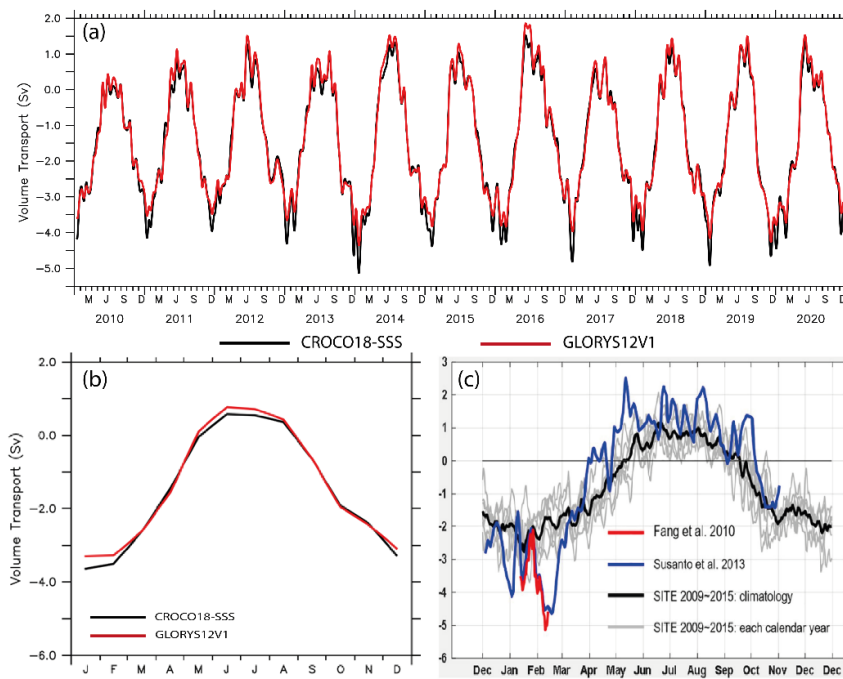 (a)
Volume Transport (Sv)
2.0
1.0
0.0
−1.0
−2.0
−3.0
−4.0
−5.0
M J S D M J S D M J S D M J S D M J S D M J S D M J S D M J S D M J S D M J S D M J S D
2010 2011 2012 2013 2014 2015 2016 2017 2018 2019 2020
CROCO18-SSS GLORYS12V1
(b)
Volume Transport (Sv)
2.0
0.0
−2.0
−4.0
−6.0
CROCO18-SSS
GLORYS12V1
J F M A M J J A S O N D
(c)
3
2
1
0
-1
-2
-3
-4
-5
-6
Fang et al. 2010
Susanto et al. 2013
SITE 2009~2015: climatology
SITE 2009~2015: each calendar year
Dec Jan Feb Mar Apr May Jun Jul Aug Sep Oct Nov Dec Dec